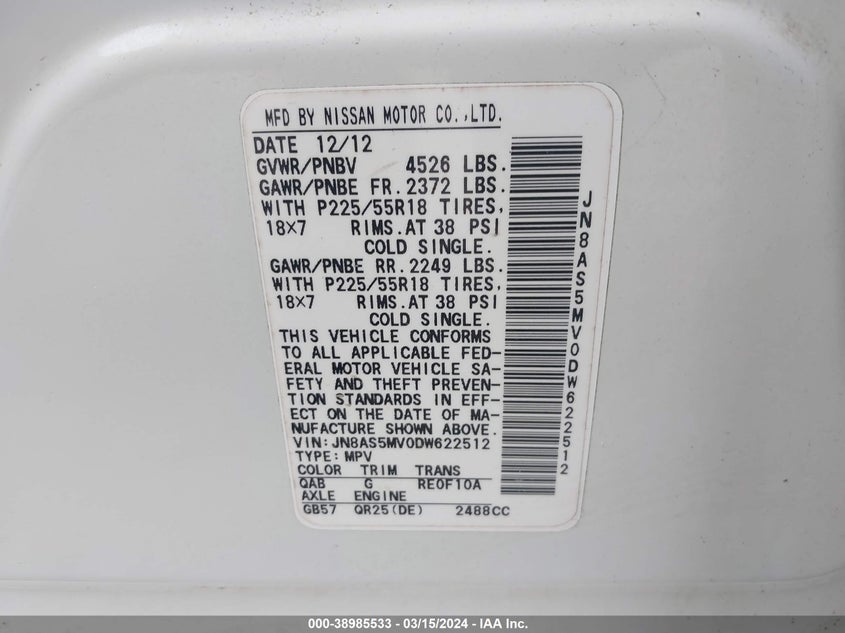 MFD BY NISSAN MOTOR CO.,LTD.
DATE 12/12
GVWR/PNBV 4526 LBS.
GAWR/PNBE FR. 2372 LBS.
WITH P225/55R18 TIRES,
18×7 RIMS. AT 38 PSI
COLD SINGLE.
GAWR/PNBE RR. 2249 LBS.
WITH P225/55R18 TIRES,
18×7 RIMS. AT 38 PSI
COLD SINGLE.
THIS VEHICLE CONFORMS
TO ALL APPLICABLE FED-
ERAL MOTOR VEHICLE SA-
FETY AND THEFT PREVEN-
TION STANDARDS IN EFF-
ECT ON THE DATE OF MA-
NUFACTURE SHOWN ABOVE.
VIN: JN8AS5MV0DW622512
TYPE: MPV
COLOR TRIM TRANS
QAB G RE0F10A
AXLE ENGINE
GB57 QR25(DE) 2488CC
JN8AS5MV0DW622512
000-38985533 - 03/15/2024 - IAA Inc.